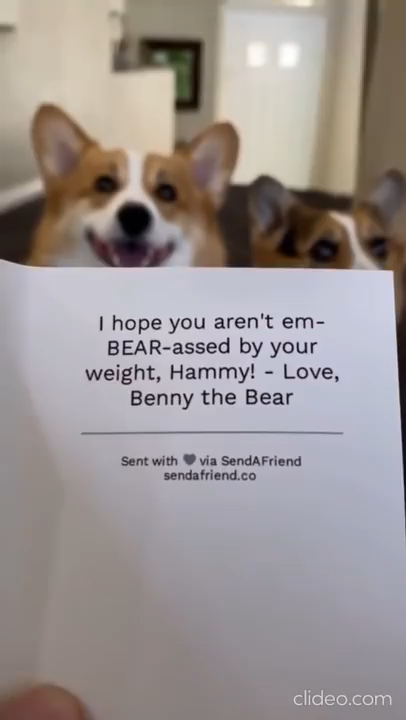 I hope you aren't em-
BEAR-assed by your
weight, Hammy! - Love,
Benny the Bear
Sent with 🖤 via SendAFriend
sendafriend.co
clideo.com